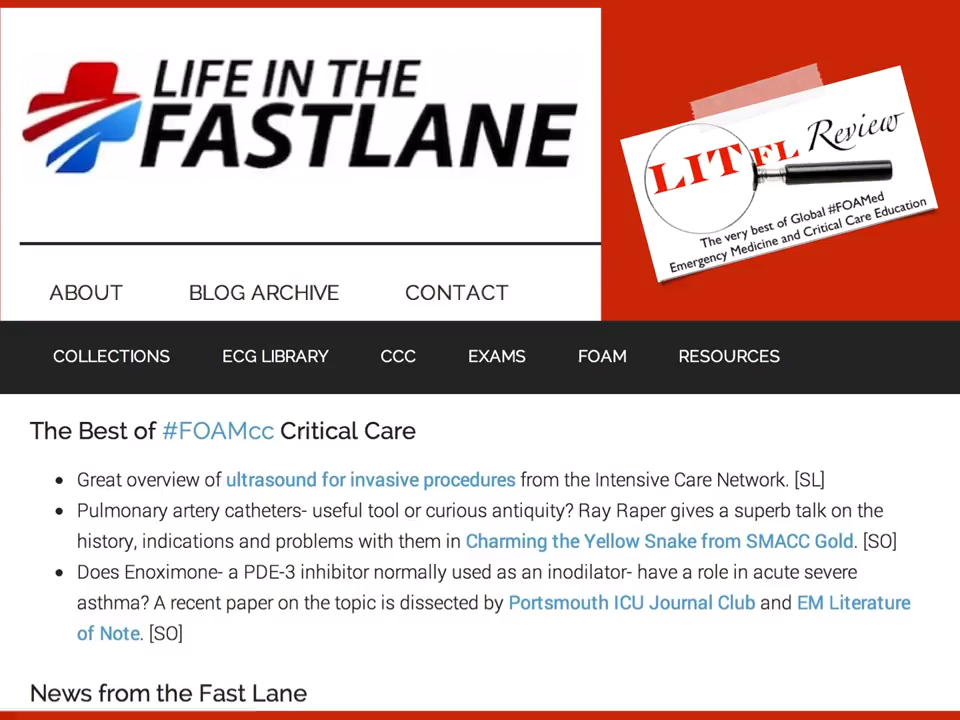 LIFE IN THE
FASTLANE
LITFL Review
The very best of Global #FOAMed
Emergency Medicine and Critical Care Education
ABOUT BLOG ARCHIVE CONTACT
COLLECTIONS ECG LIBRARY CCC EXAMS FOAM RESOURCES
The Best of #FOAMcc Critical Care
• Great overview of ultrasound for invasive procedures from the Intensive Care Network. [SL]
• Pulmonary artery catheters- useful tool or curious antiquity? Ray Raper gives a superb talk on the
history, indications and problems with them in Charming the Yellow Snake from SMACC Gold. [SO]
• Does Enoximone- a PDE-3 inhibitor normally used as an inodilator- have a role in acute severe
asthma? A recent paper on the topic is dissected by Portsmouth ICU Journal Club and EM Literature
of Note. [SO]
News from the Fast Lane